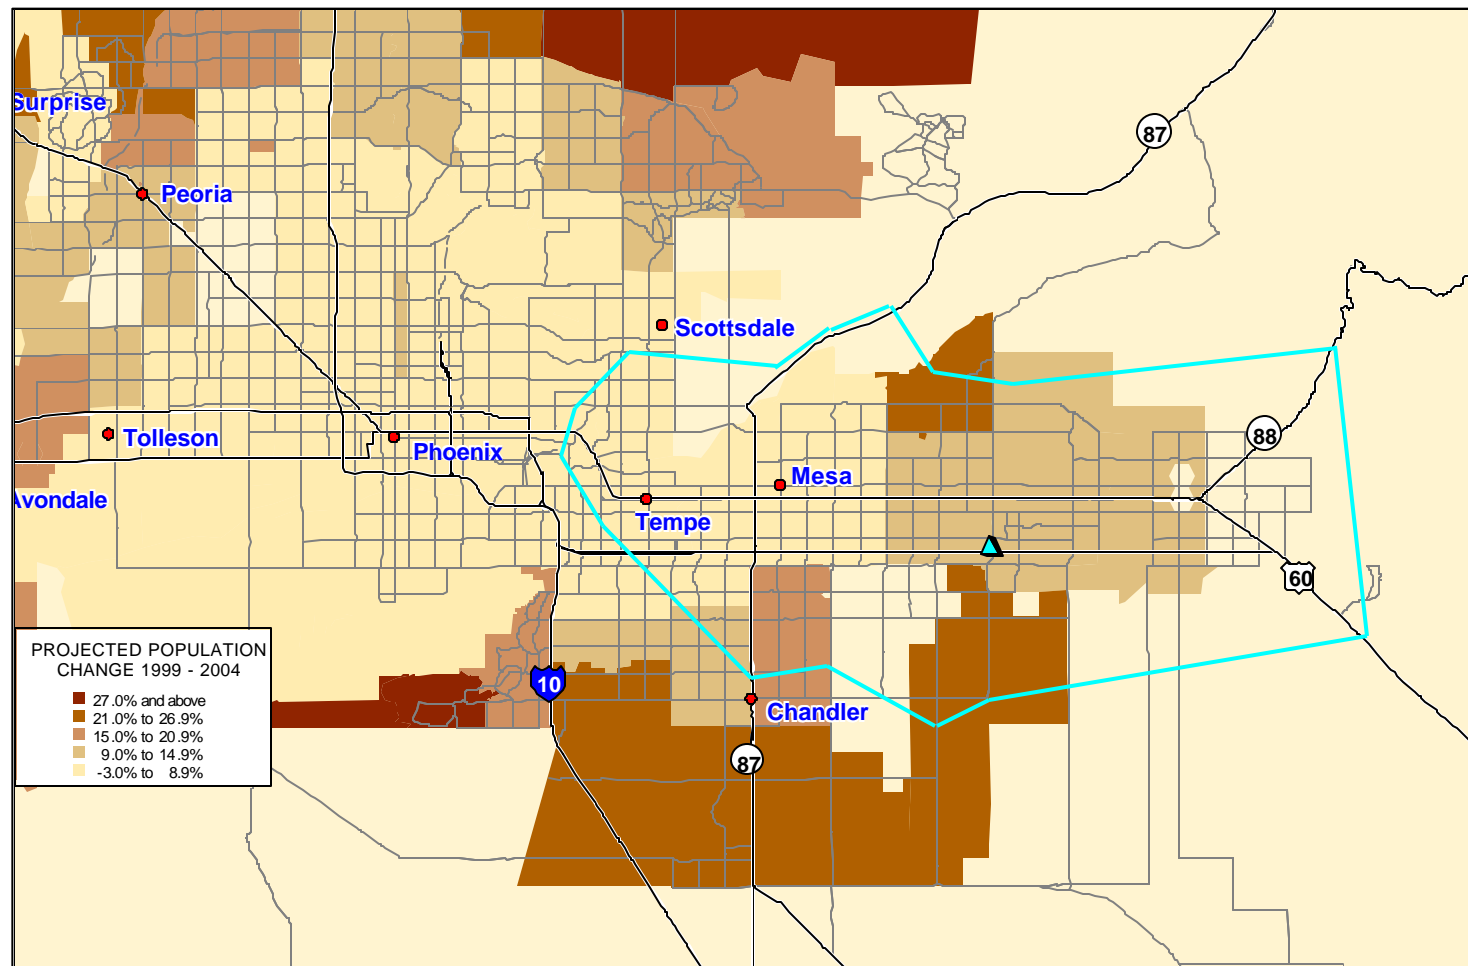 87
Surprise
Peoria
Scottsdale
88
Tolleson
Phoenix
Mesa
Avondale
Tempe
60
PROJECTED POPULATION
CHANGE 1999 - 2004
27.0% and above
21.0% to 26.9%
15.0% to 20.9%
9.0% to 14.9%
-3.0% to 8.9%
10
Chandler
87